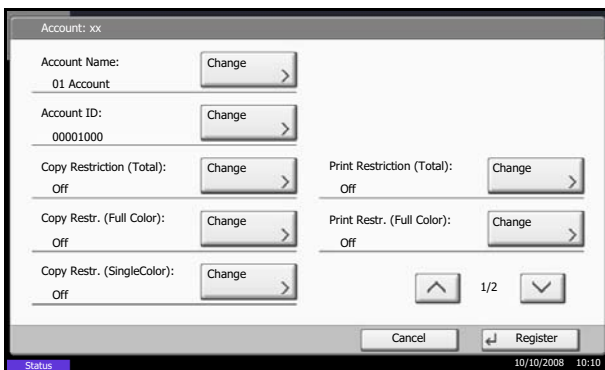 Account: xx
Account Name:
01 Account
Change
Account ID:
00001000
Change
Copy Restriction (Total):
Off
Change
Print Restriction (Total):
Off
Change
Copy Restr. (Full Color):
Off
Change
Print Restr. (Full Color):
Off
Change
Copy Restr. (SingleColor):
Off
Change
1/2
Cancel
Register
Status
10/10/2008 10:10